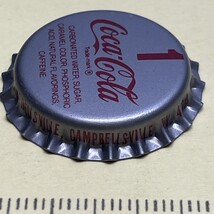 1
Coca-Cola
Trade-mark ®
CARBONATED WATER, SUGAR,
CARAMEL COLOR, PHOSPHORIC
ACID, NATURAL FLAVORINGS,
CAFFEINE.
CAMPBELLSVILLE,